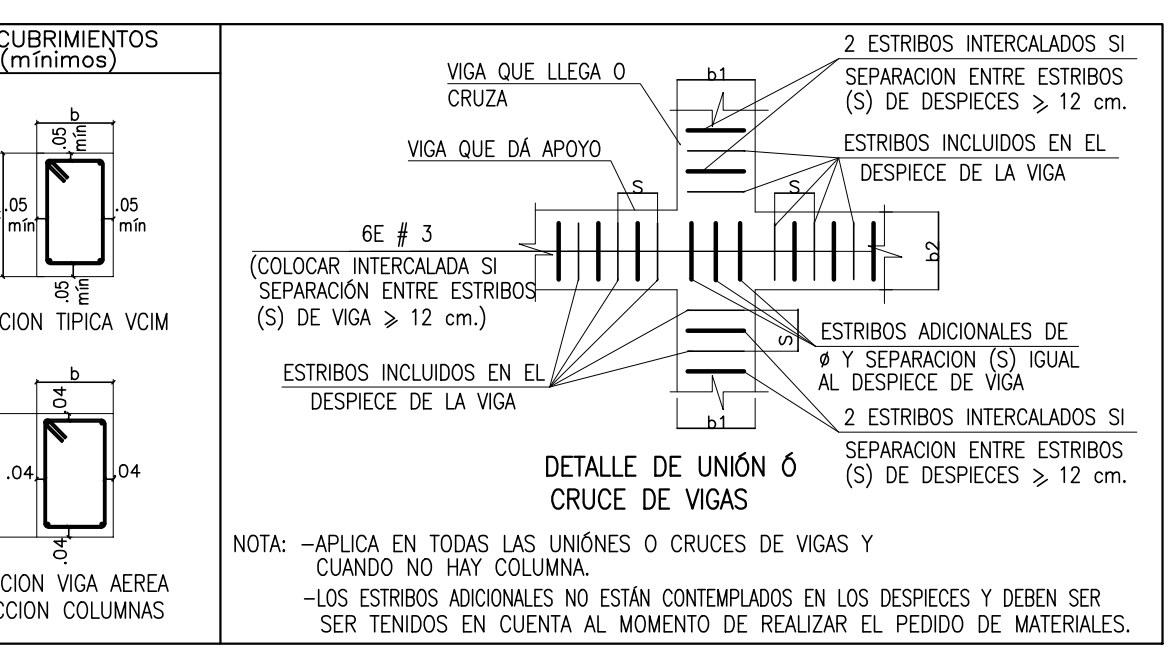 CUBRIMIENTOS
(mínimos)
b
.05
mín
.05
mín
.05
mín
.05
mín
CION TIPICA VCIM
b
.04
.04
.04
.04
CION VIGA AEREA
CCION COLUMNAS
2 ESTRIBOS INTERCALADOS SI
SEPARACION ENTRE ESTRIBOS
(S) DE DESPIECES ⩾ 12 cm.
VIGA QUE LLEGA O
CRUZA
b1
ESTRIBOS INCLUIDOS EN EL
DESPIECE DE LA VIGA
VIGA QUE DÁ APOYO
S
S
6E # 3
(COLOCAR INTERCALADA SI
SEPARACIÓN ENTRE ESTRIBOS
(S) DE VIGA ⩾ 12 cm.)
b2
S
ESTRIBOS ADICIONALES DE
Ø Y SEPARACION (S) IGUAL
AL DESPIECE DE VIGA
ESTRIBOS INCLUIDOS EN EL
DESPIECE DE LA VIGA
b1
2 ESTRIBOS INTERCALADOS SI
SEPARACION ENTRE ESTRIBOS
(S) DE DESPIECES ⩾ 12 cm.
DETALLE DE UNIÓN Ó
CRUCE DE VIGAS
NOTA: -APLICA EN TODAS LAS UNIÓNES O CRUCES DE VIGAS Y
CUANDO NO HAY COLUMNA.
-LOS ESTRIBOS ADICIONALES NO ESTÁN CONTEMPLADOS EN LOS DESPIECES Y DEBEN SER
SER TENIDOS EN CUENTA AL MOMENTO DE REALIZAR EL PEDIDO DE MATERIALES.